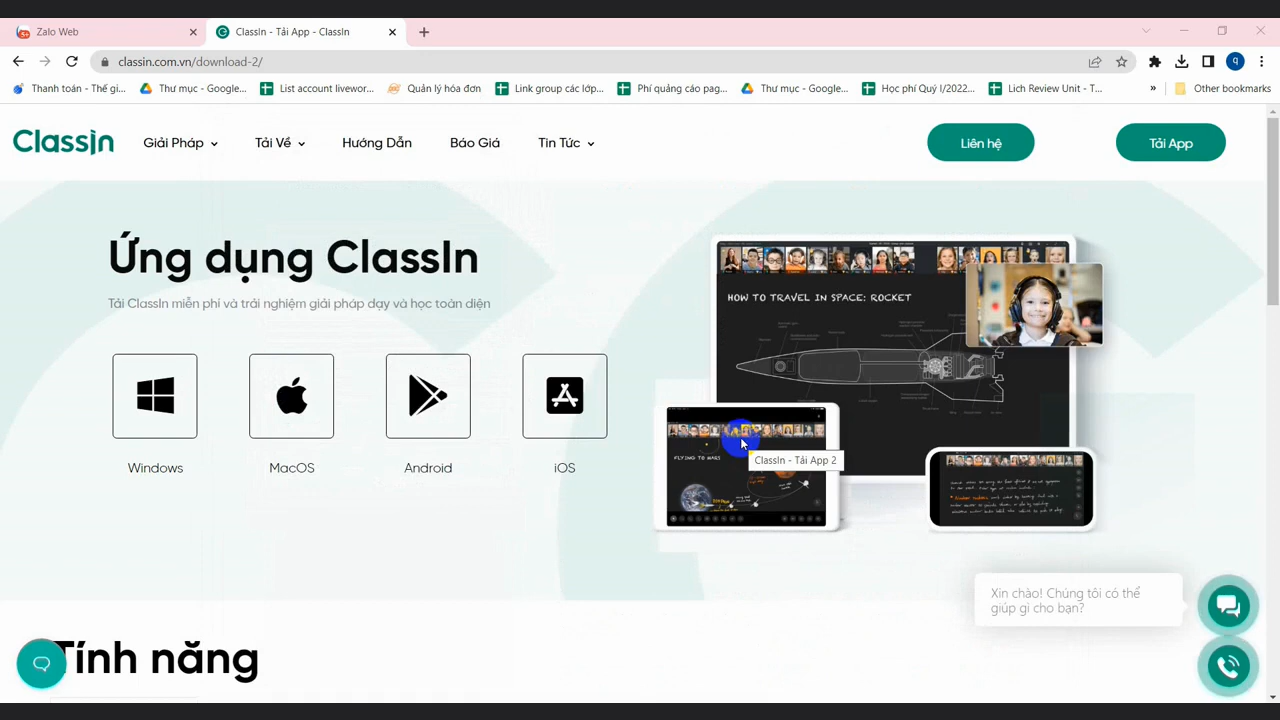 Zalo Web
ClassIn - Tải App - ClassIn
classin.com.vn/download-2/
Thanh toán - Thế gi...
Thư mục - Google...
List account livewor...
Quản lý hóa đơn
Link group các lớp...
Phí quảng cáo pag...
Thư mục - Google...
Học phí Quý I/2022...
Lich Review Unit - T...
»
Other bookmarks
ClassIn
Giải Pháp
Tải Về
Hướng Dẫn
Báo Giá
Tin Tức
Liên hệ
Tải App
Ứng dụng ClassIn
Tải ClassIn miễn phí và trải nghiệm giải pháp dạy và học toàn diện
HOW TO TRAVEL IN SPACE: ROCKET
FLYING TO MARS
ClassIn - Tải App 2
Windows
MacOS
Android
iOS
Xin chào! Chúng tôi có thể
giúp gì cho bạn?
Tính năng